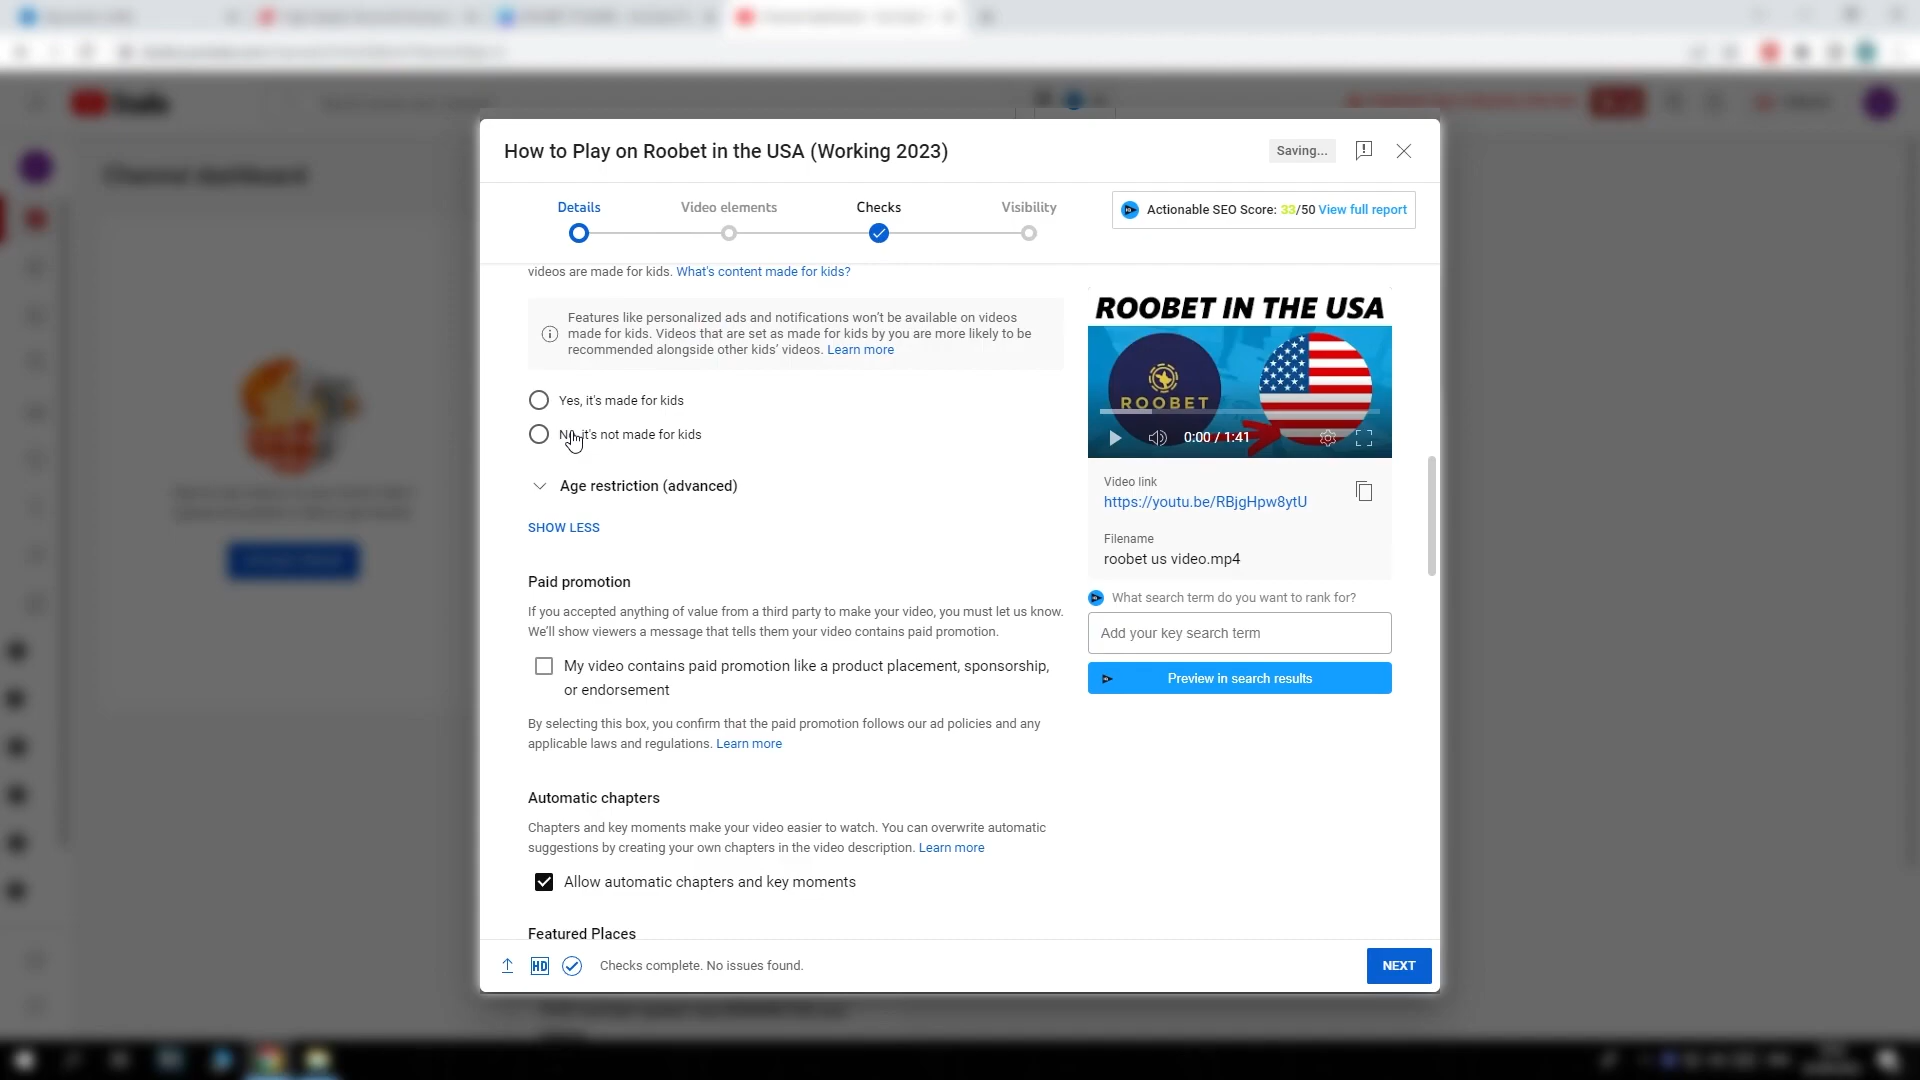 How to Play on Roobet in the USA (Working 2023)
Saving...
Details
Video elements
Checks
Visibility
Actionable SEO Score: 33/50 View full report
videos are made for kids. What's content made for kids?
Features like personalized ads and notifications won't be available on videos
made for kids. Videos that are set as made for kids by you are more likely to be
recommended alongside other kids' videos. Learn more
Yes, it's made for kids
No, it's not made for kids
Age restriction (advanced)
SHOW LESS
Paid promotion
If you accepted anything of value from a third party to make your video, you must let us know.
We'll show viewers a message that tells them your video contains paid promotion.
My video contains paid promotion like a product placement, sponsorship,
or endorsement
By selecting this box, you confirm that the paid promotion follows our ad policies and any
applicable laws and regulations. Learn more
Automatic chapters
Chapters and key moments make your video easier to watch. You can overwrite automatic
suggestions by creating your own chapters in the video description. Learn more
Allow automatic chapters and key moments
Featured Places
ROOBET IN THE USA
ROOBET
0:00 / 1:41
Video link
https://youtu.be/RBjgHpw8ytU
Filename
roobet us video.mp4
What search term do you want to rank for?
Add your key search term
Preview in search results
HD
Checks complete. No issues found.
NEXT
Channel dashboard